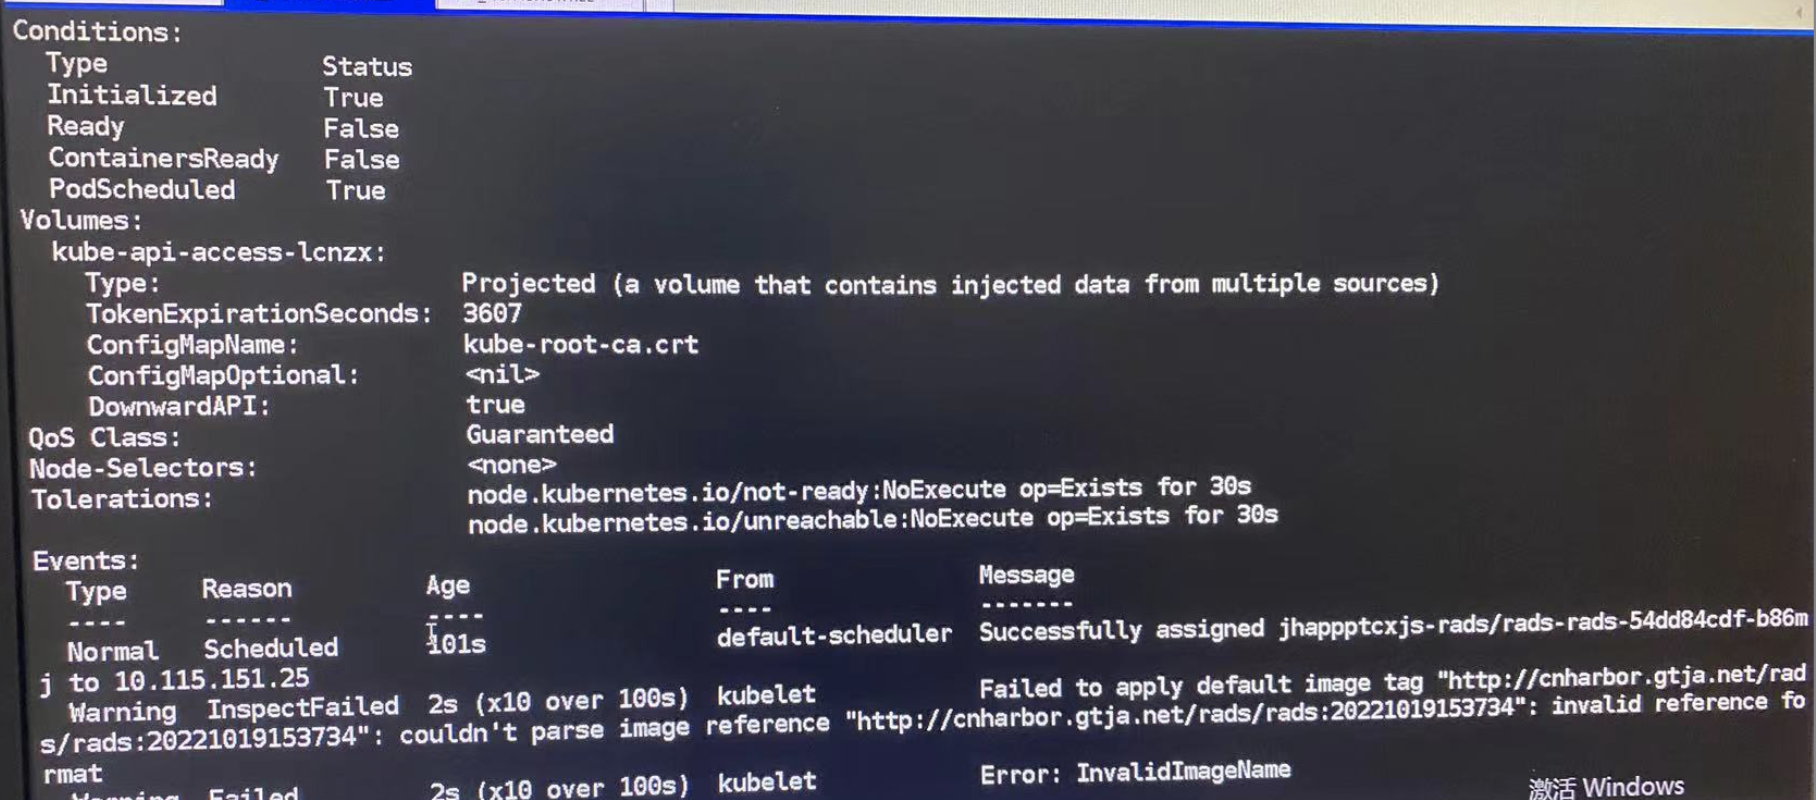 Conditions:
Type Status
Initialized True
Ready False
ContainersReady False
PodScheduled True
Volumes:
kube-api-access-lcnzx:
Type: Projected (a volume that contains injected data from multiple sources)
TokenExpirationSeconds: 3607
ConfigMapName: kube-root-ca.crt
ConfigMapOptional: <nil>
DownwardAPI: true
QoS Class: Guaranteed
Node-Selectors: <none>
Tolerations: node.kubernetes.io/not-ready:NoExecute op=Exists for 30s
node.kubernetes.io/unreachable:NoExecute op=Exists for 30s
Events:
Type Reason Age From Message
---- ------ ---- ---- -------
Normal Scheduled 101s default-scheduler Successfully assigned jhappptcxjs-rads/rads-rads-54dd84cdf-b86m
j to 10.115.151.25
Warning InspectFailed 2s (x10 over 100s) kubelet Failed to apply default image tag "http://cnharbor.gtja.net/rad
s/rads:20221019153734": couldn't parse image reference "http://cnharbor.gtja.net/rads/rads:20221019153734": invalid reference fo
rmat
Warning Failed 2s (x10 over 100s) kubelet Error: InvalidImageName
激活 Windows